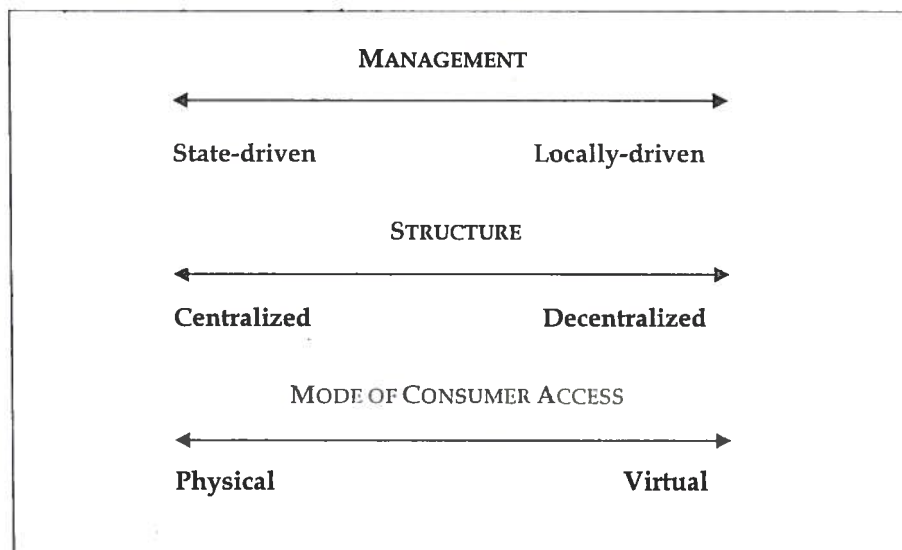 MANAGEMENT
State-driven Locally-driven
STRUCTURE
Centralized Decentralized
MODE OF CONSUMER ACCESS
Physical Virtual